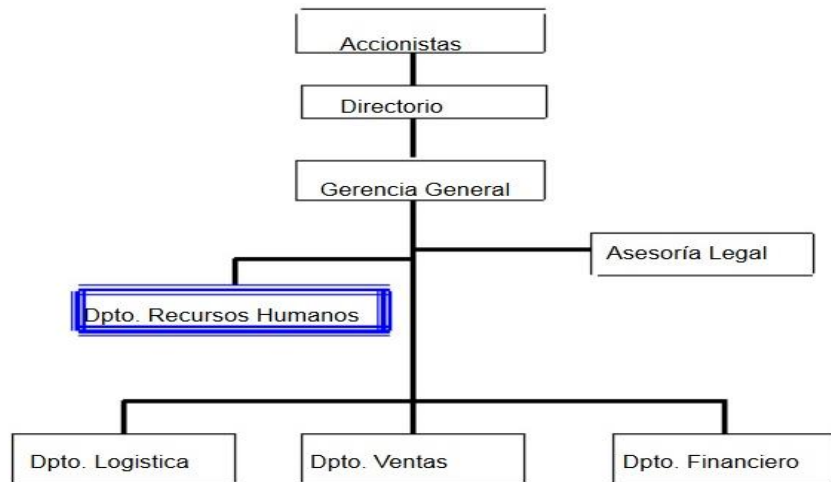 Accionistas
Directorio
Gerencia General
Asesoría Legal
Dpto. Recursos Humanos
Dpto. Logistica
Dpto. Ventas
Dpto. Financiero